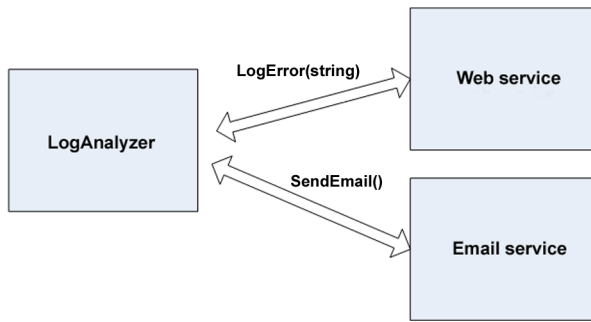 LogError(string)
Web service
LogAnalyzer
SendEmail()
Email service